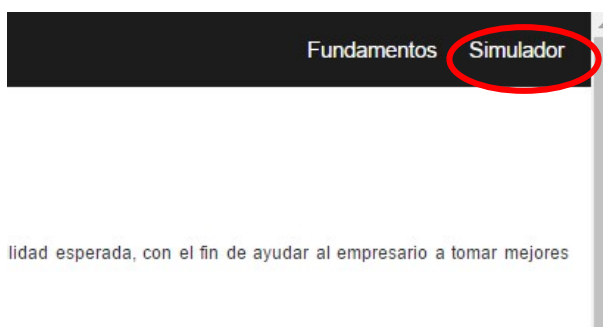 Fundamentos Simulador
lidad esperada, con el fin de ayudar al empresario a tomar mejores